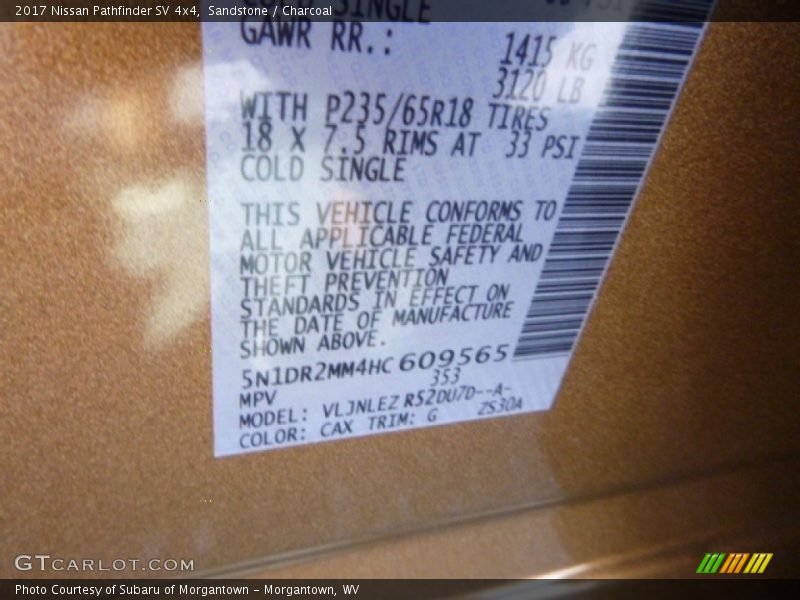 2017 Nissan Pathfinder SV 4x4, Sandstone / Charcoal
SINGLE
GAWR RR.: 1415 KG
3120 LB
WITH P235/65R18 TIRES
18 X 7.5 RIMS AT 33 PSI
COLD SINGLE
THIS VEHICLE CONFORMS TO
ALL APPLICABLE FEDERAL
MOTOR VEHICLE SAFETY AND
THEFT PREVENTION
STANDARDS IN EFFECT ON
THE DATE OF MANUFACTURE
SHOWN ABOVE.
5N1DR2MM4HC609565
MPV 353
MODEL: VLJNLEZ R52DU7D--A-
COLOR: CAX TRIM: G ZS30A
GTCARLOT.COM
Photo Courtesy of Subaru of Morgantown - Morgantown, WV